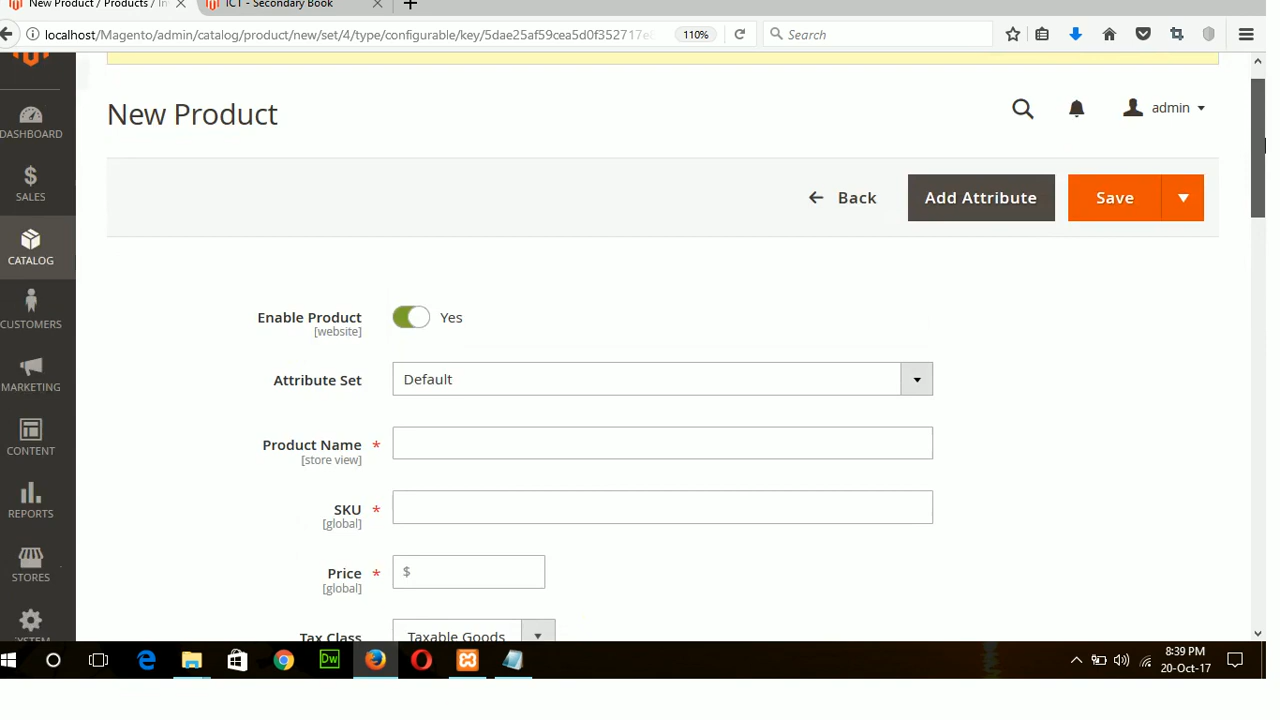 New Product / Products / In
ICT - Secondary Book
localhost/Magento/admin/catalog/product/new/set/4/type/configurable/key/5dae25af59cea5d0f352717e
110%
Search
New Product
admin
DASHBOARD
SALES
CATALOG
CUSTOMERS
MARKETING
CONTENT
REPORTS
STORES
SYSTEM
Back
Add Attribute
Save
Enable Product
[website]
Yes
Attribute Set
Default
Product Name *
[store view]
SKU *
[global]
Price *
[global]
$
Tax Class
Taxable Goods
Dw
8:39 PM
20-Oct-17